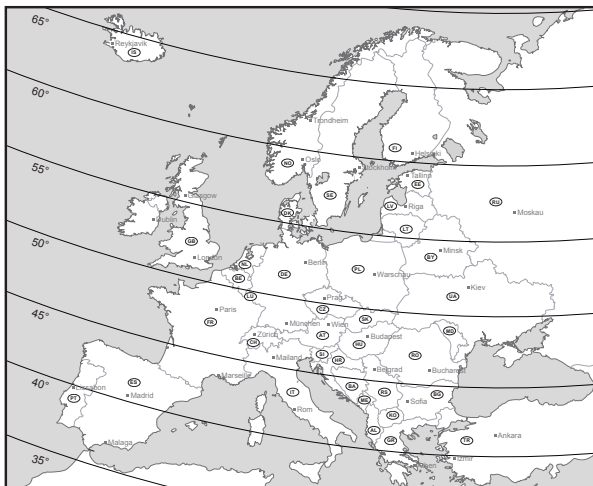 65°
Reykjavik
IS
60°
Trondheim
FI
Helsinki
NO
Oslo
Stockholm
55°
Tallinn
EE
SE
RU
Moskau
Glasgow
LV
Riga
DK
Dublin
LT
GB
50°
Minsk
BY
London
NL
Berlin
PL
BE
DE
Warschau
Kiev
LU
Prag
UA
45°
Paris
CZ
FR
SK
München
Wien
MD
Zürich
AT
Budapest
CH
HU
Mailand
SI
HR
RO
40°
Marseille
Belgrad
Bucharest
ES
BA
Lissabon
IT
RS
BG
PT
Madrid
ME
Sofia
Rom
KO
35°
Malaga
AL
GR
TR
Ankara
Izmir
Athen